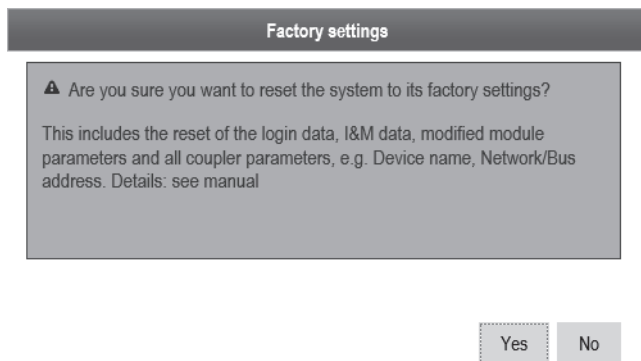 Factory settings
Are you sure you want to reset the system to its factory settings?
This includes the reset of the login data, I&M data, modified module
parameters and all coupler parameters, e.g. Device name, Network/Bus
address. Details: see manual
Yes No